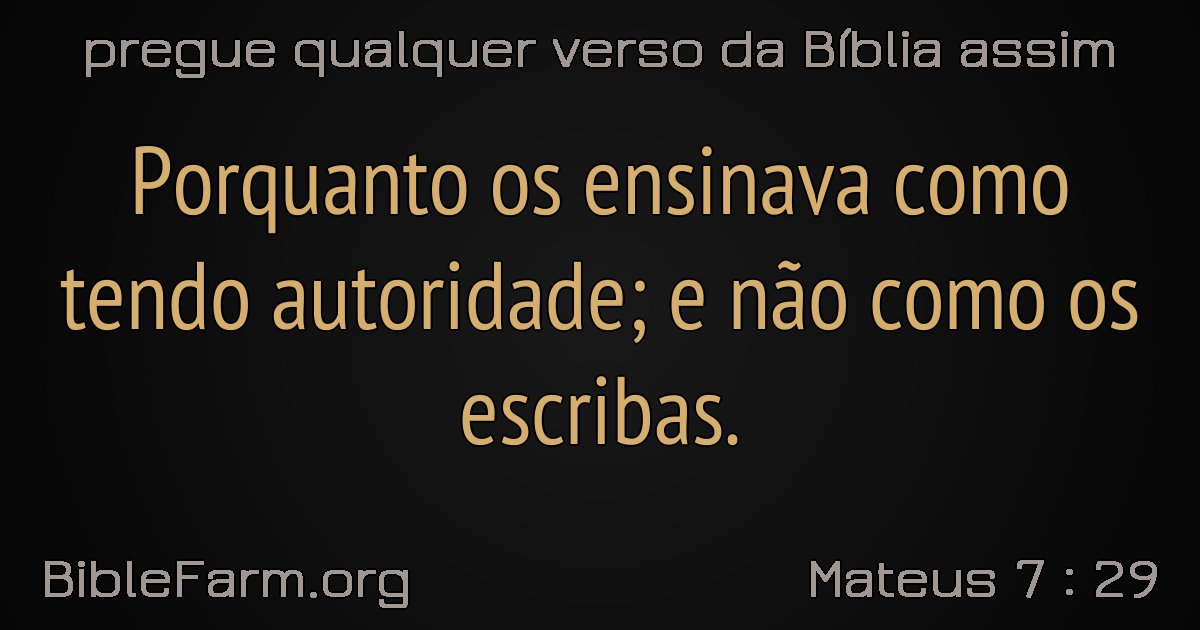 pregue qualquer verso da Bíblia assim
Porquanto os ensinava como
tendo autoridade; e não como os
escribas.
BibleFarm.org
Mateus 7 : 29